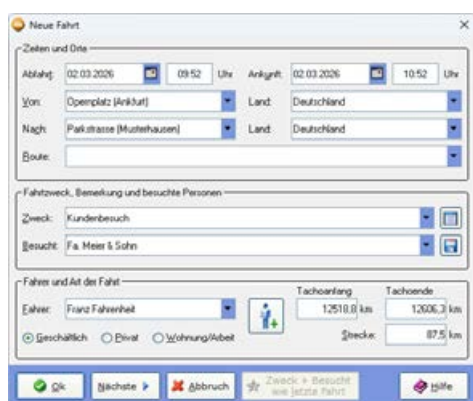 Neue Fahrt
Zeiten und Orte
Abfahrt: 02.03.2026 09:52 Uhr Ankunft: 02.03.2026 10:52 Uhr
Von: Opernplatz (Ankfurt) Land: Deutschland
Nach: Parkstrasse (Musterhausen) Land: Deutschland
Route:
Fahrtzweck, Bemerkung und besuchte Personen
Zweck: Kundenbesuch
Besucht: Fa. Meier & Sohn
Fahrer und Art der Fahrt
Tachoanfang Tachoende
Fahrer: Franz Fahrenheit 12518,8 km 12606,3 km
Geschäftlich Privat Wohnung/Arbeit Strecke: 87,5 km
Ok Nächste Abbruch Zweck + Besucht wie jetzte Fahrt Hilfe